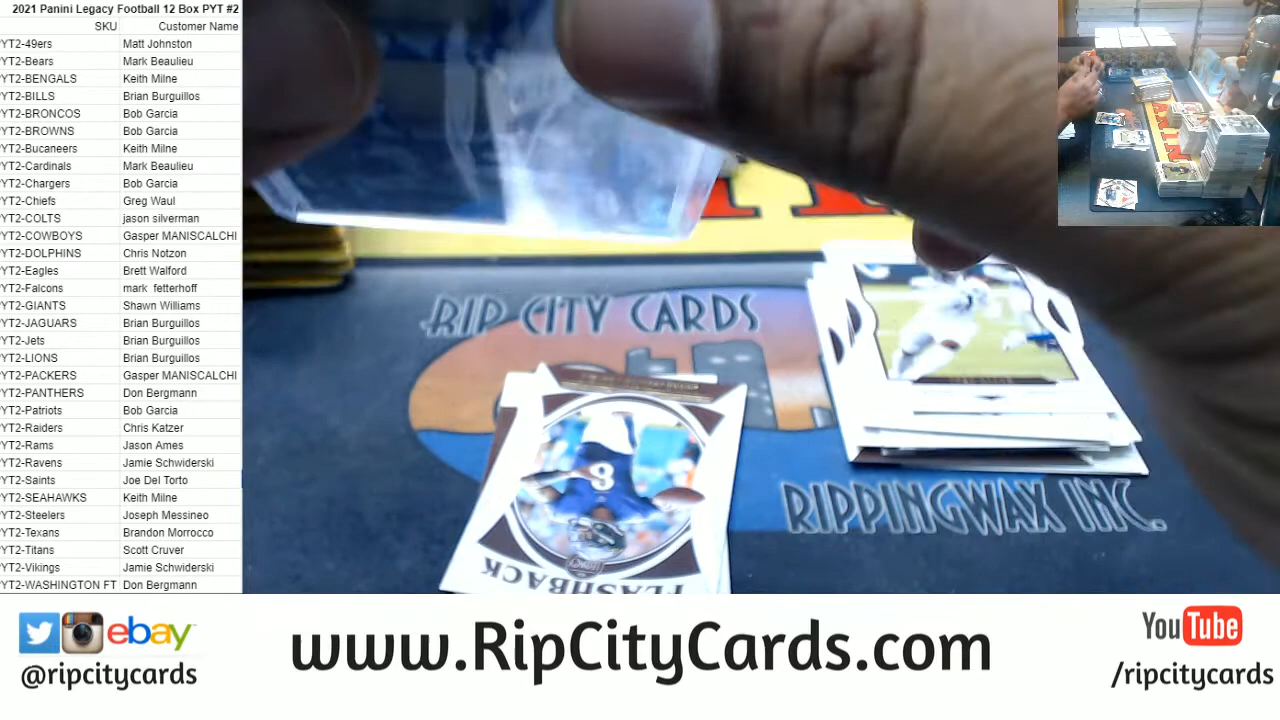 2021 Panini Legacy Football 12 Box PYT #2
SKU Customer Name
YT2-49ers Matt Johnston
YT2-Bears Mark Beaulieu
YT2-BENGALS Keith Milne
YT2-BILLS Brian Burguillos
YT2-BRONCOS Bob Garcia
YT2-BROWNS Bob Garcia
YT2-Bucaneers Keith Milne
YT2-Cardinals Mark Beaulieu
YT2-Chargers Bob Garcia
YT2-Chiefs Greg Waul
YT2-COLTS jason silverman
YT2-COWBOYS Gasper MANISCALCHI
YT2-DOLPHINS Chris Notzon
YT2-Eagles Brett Walford
YT2-Falcons mark fetterhoff
YT2-GIANTS Shawn Williams
YT2-JAGUARS Brian Burguillos
YT2-Jets Brian Burguillos
YT2-LIONS Brian Burguillos
YT2-PACKERS Gasper MANISCALCHI
YT2-PANTHERS Don Bergmann
YT2-Patriots Bob Garcia
YT2-Raiders Chris Katzer
YT2-Rams Jason Ames
YT2-Ravens Jamie Schwiderski
YT2-Saints Joe Del Torto
YT2-SEAHAWKS Keith Milne
YT2-Steelers Joseph Messineo
YT2-Texans Brandon Morrocco
YT2-Titans Scott Cruver
YT2-Vikings Jamie Schwiderski
YT2-WASHINGTON FT Don Bergmann
RIP CITY CARDS
RIPPINGWAX INC.
8
FLASHBACK
ebay
@ripcitycards
www.RipCityCards.com
YouTube
/ripcitycards